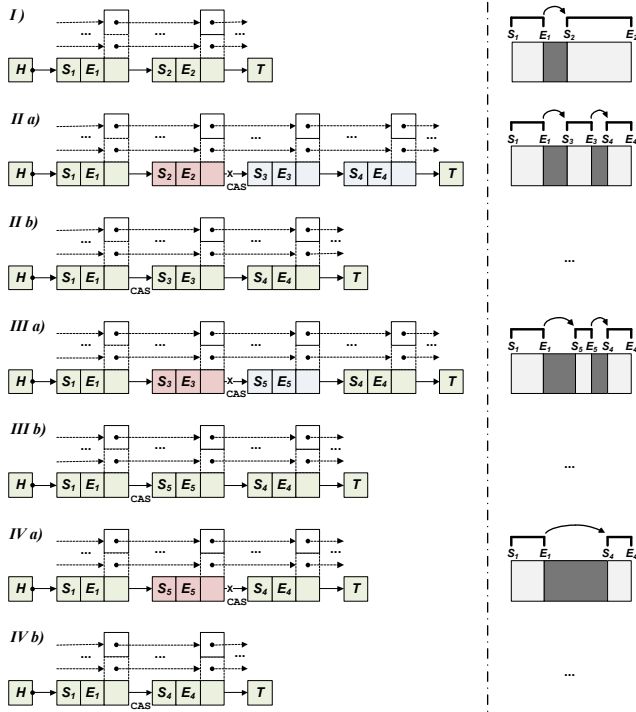 I )
...
...
H S1 E1 S2 E2 T
S1 E1 S2 E2
II a)
...
...
...
...
H S1 E1 S2 E2 x S3 E3 S4 E4 T
CAS
S1 E1 S3 E3 S4 E4
II b)
...
...
...
H S1 E1 S3 E3 S4 E4 T
CAS
...
III a)
...
...
...
...
H S1 E1 S3 E3 x S5 E5 S4 E4 T
CAS
S1 E1 S5 E5 S4 E4
III b)
...
...
...
H S1 E1 S5 E5 S4 E4 T
CAS
...
IV a)
...
...
...
H S1 E1 S5 E5 x S4 E4 T
CAS
S1 E1 S4 E4
IV b)
...
...
...
H S1 E1 S4 E4 T
CAS
...